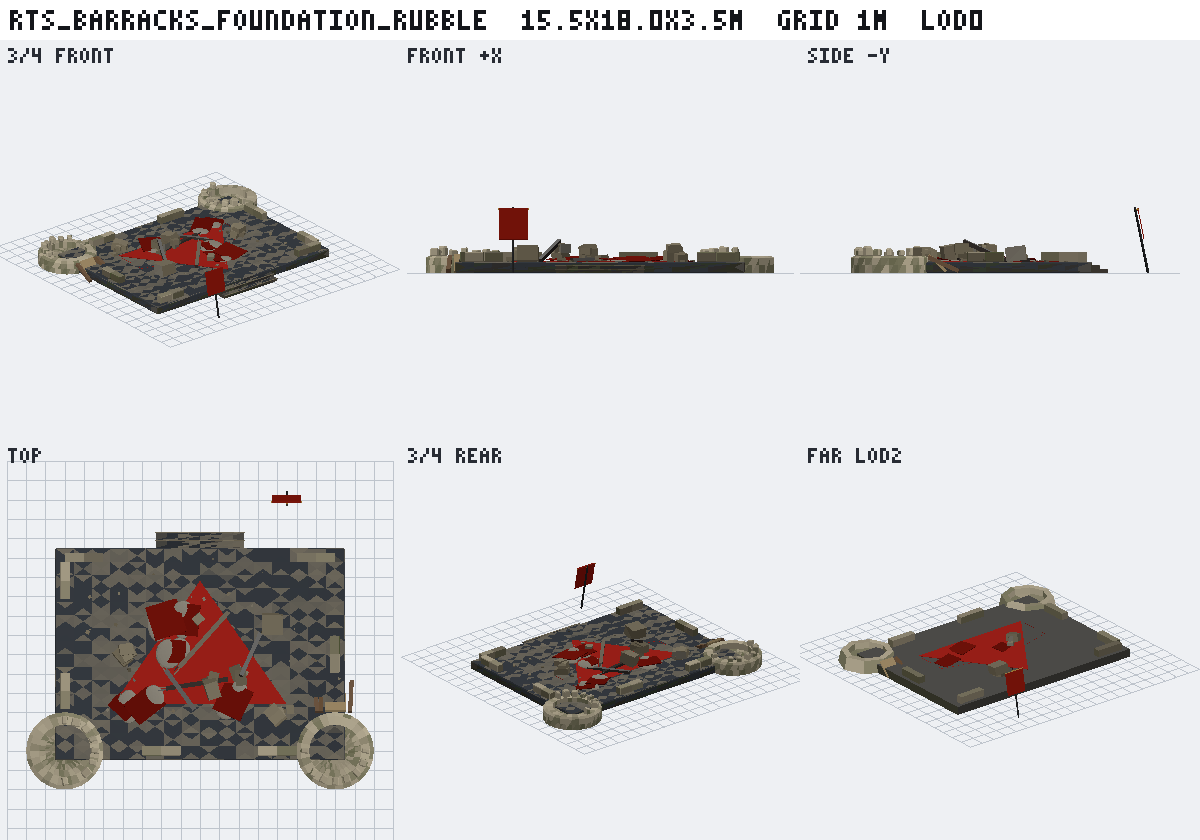 RTS_BARRACKS_FOUNDATION_RUBBLE 15.5X18.0X3.5M GRID 1M LOD0
3/4 FRONT
FRONT +X
SIDE -Y
TOP
3/4 REAR
FAR LOD2